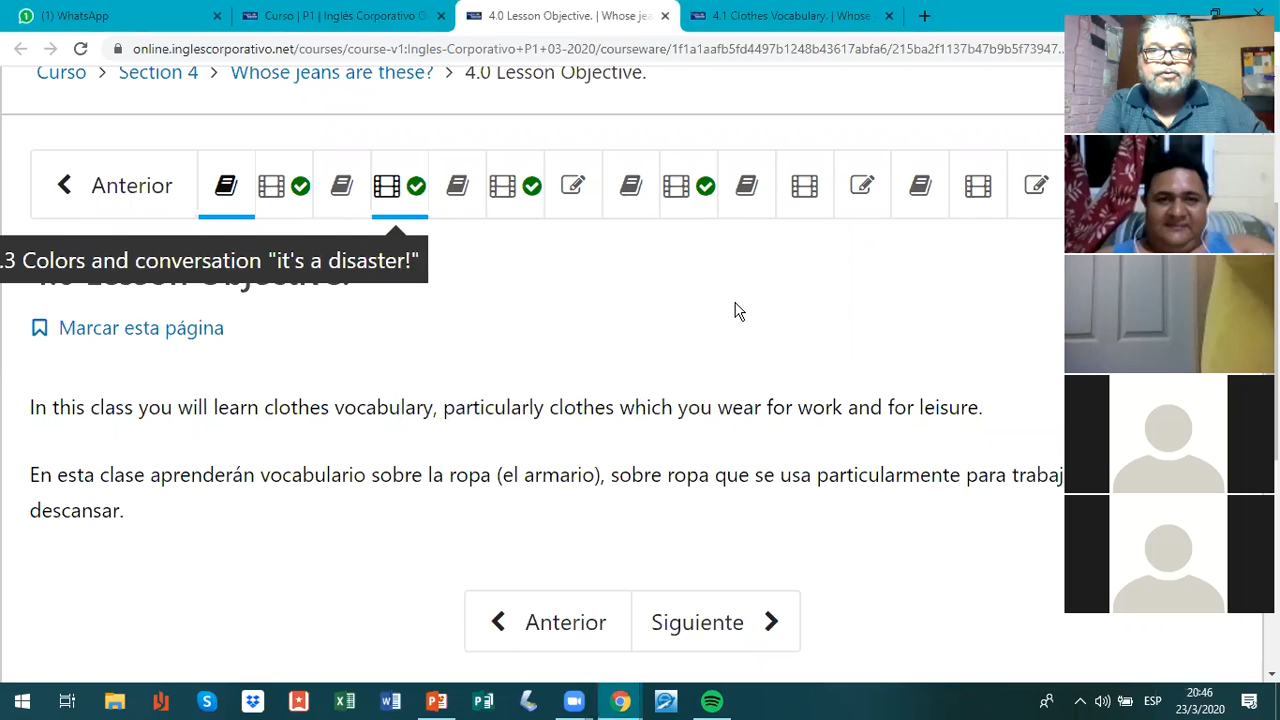 (1) WhatsApp
Curso | P1 | Inglés Corporativo O
4.0 Lesson Objective. | Whose jea
4.1 Clothes Vocabulary. | Whose
online.inglescorporativo.net/courses/course-v1:Ingles-Corporativo+P1+03-2020/courseware/1f1a1aafb5fd4497b1248b43617abfa6/215ba2f1137b47b9b5f73947...
Curso > Section 4 > Whose jeans are these? > 4.0 Lesson Objective.
Anterior
.3 Colors and conversation "it's a disaster!"
4.0 Lesson Objective.
Marcar esta página
In this class you will learn clothes vocabulary, particularly clothes which you wear for work and for leisure.
En esta clase aprenderán vocabulario sobre la ropa (el armario), sobre ropa que se usa particularmente para trabaj
descansar.
Anterior
Siguiente
ESP
20:46
23/3/2020